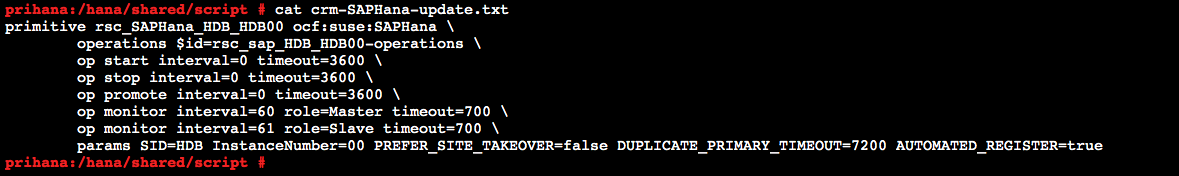 prihana:/hana/shared/script # cat crm-SAPHana-update.txt
primitive rsc_SAPHana_HDB_HDB00 ocf:suse:SAPHana \
operations $id=rsc_sap_HDB_HDB00-operations \
op start interval=0 timeout=3600 \
op stop interval=0 timeout=3600 \
op promote interval=0 timeout=3600 \
op monitor interval=60 role=Master timeout=700 \
op monitor interval=61 role=Slave timeout=700 \
params SID=HDB InstanceNumber=00 PREFER_SITE_TAKEOVER=false DUPLICATE_PRIMARY_TIMEOUT=7200 AUTOMATED_REGISTER=true
prihana:/hana/shared/script #